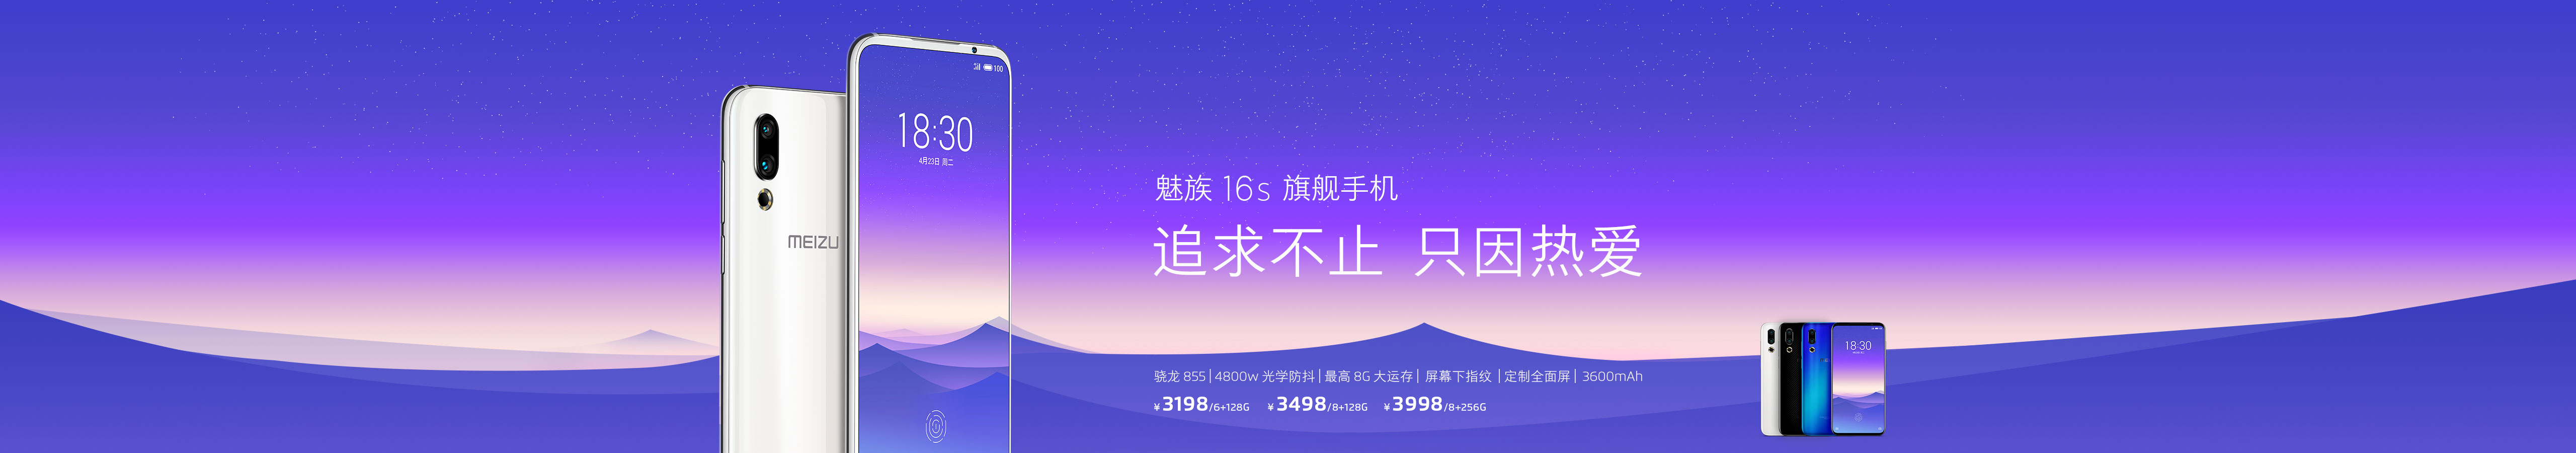 MEIZU
100
18:30
4月23日 周二
魅族 16s 旗舰手机
追求不止 只因热爱
骁龙 855|4800w 光学防抖|最高 8G 大运存| 屏幕下指纹 |定制全面屏| 3600mAh
¥3198/6+128G ¥3498/8+128G ¥3998/8+256G
18:30